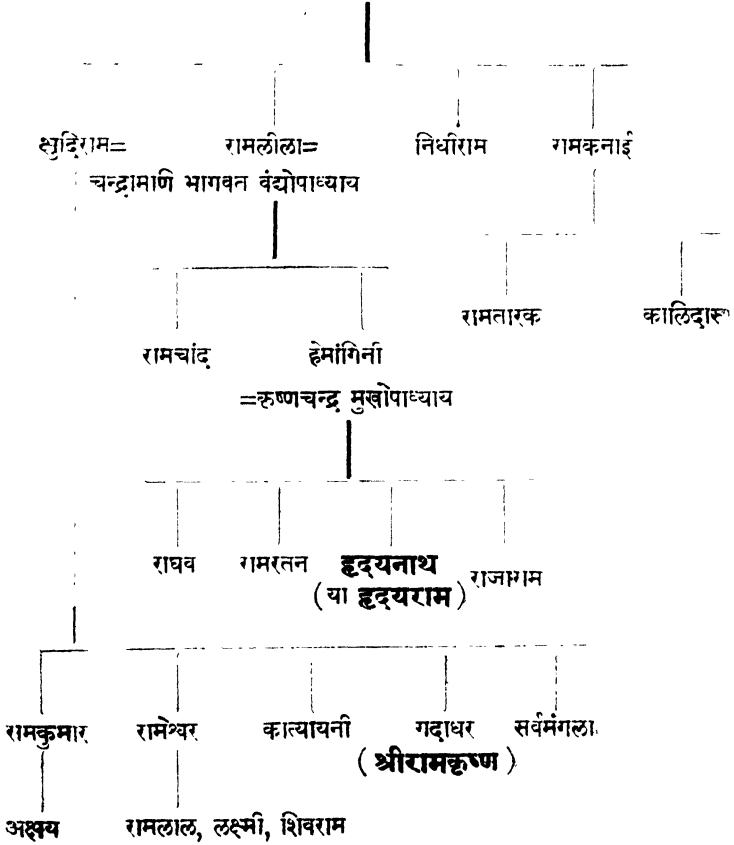 क्षुदिराम= रामलीला= निधीराम रामकनाई
चन्द्रामणि भागवत वंद्योपाध्याय
रामतारक कालिदास
रामचांद हेमांगिनी
=कृष्णचन्द्र मुखोपाध्याय
राघव रामरतन हृदयनाथ राजाराम
(या हृदयराम)
रामकुमार रामेश्वर कात्यायनी गदाधर सर्वमंगला
(श्रीरामकृष्ण)
अक्षय रामलाल, लक्ष्मी, शिवराम